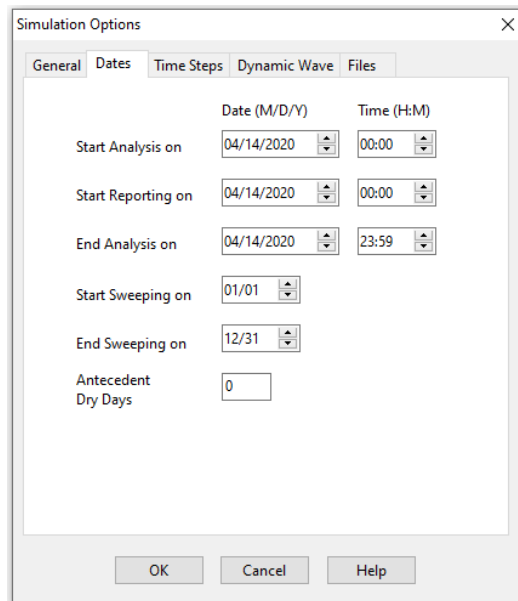 Simulation Options
General Dates Time Steps Dynamic Wave Files
Date (M/D/Y) Time (H:M)
Start Analysis on 04/14/2020 00:00
Start Reporting on 04/14/2020 00:00
End Analysis on 04/14/2020 23:59
Start Sweeping on 01/01
End Sweeping on 12/31
Antecedent
Dry Days 0
OK Cancel Help